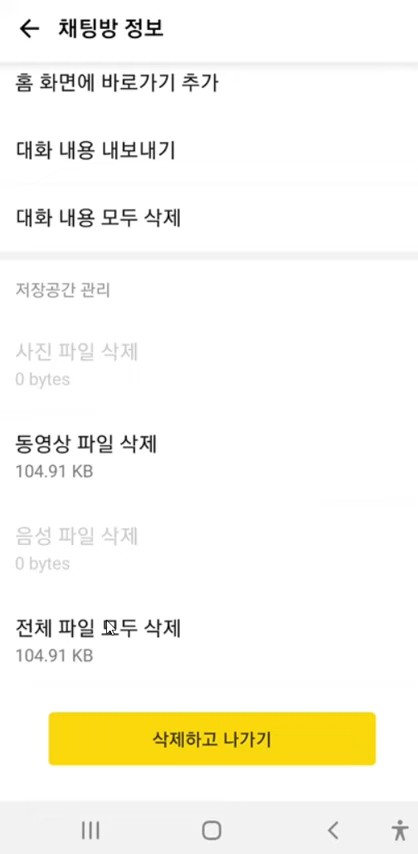 채팅방 정보
홈 화면에 바로가기 추가
대화 내용 내보내기
대화 내용 모두 삭제
저장공간 관리
사진 파일 삭제
0 bytes
동영상 파일 삭제
104.91 KB
음성 파일 삭제
0 bytes
전체 파일 모두 삭제
104.91 KB
삭제하고 나가기